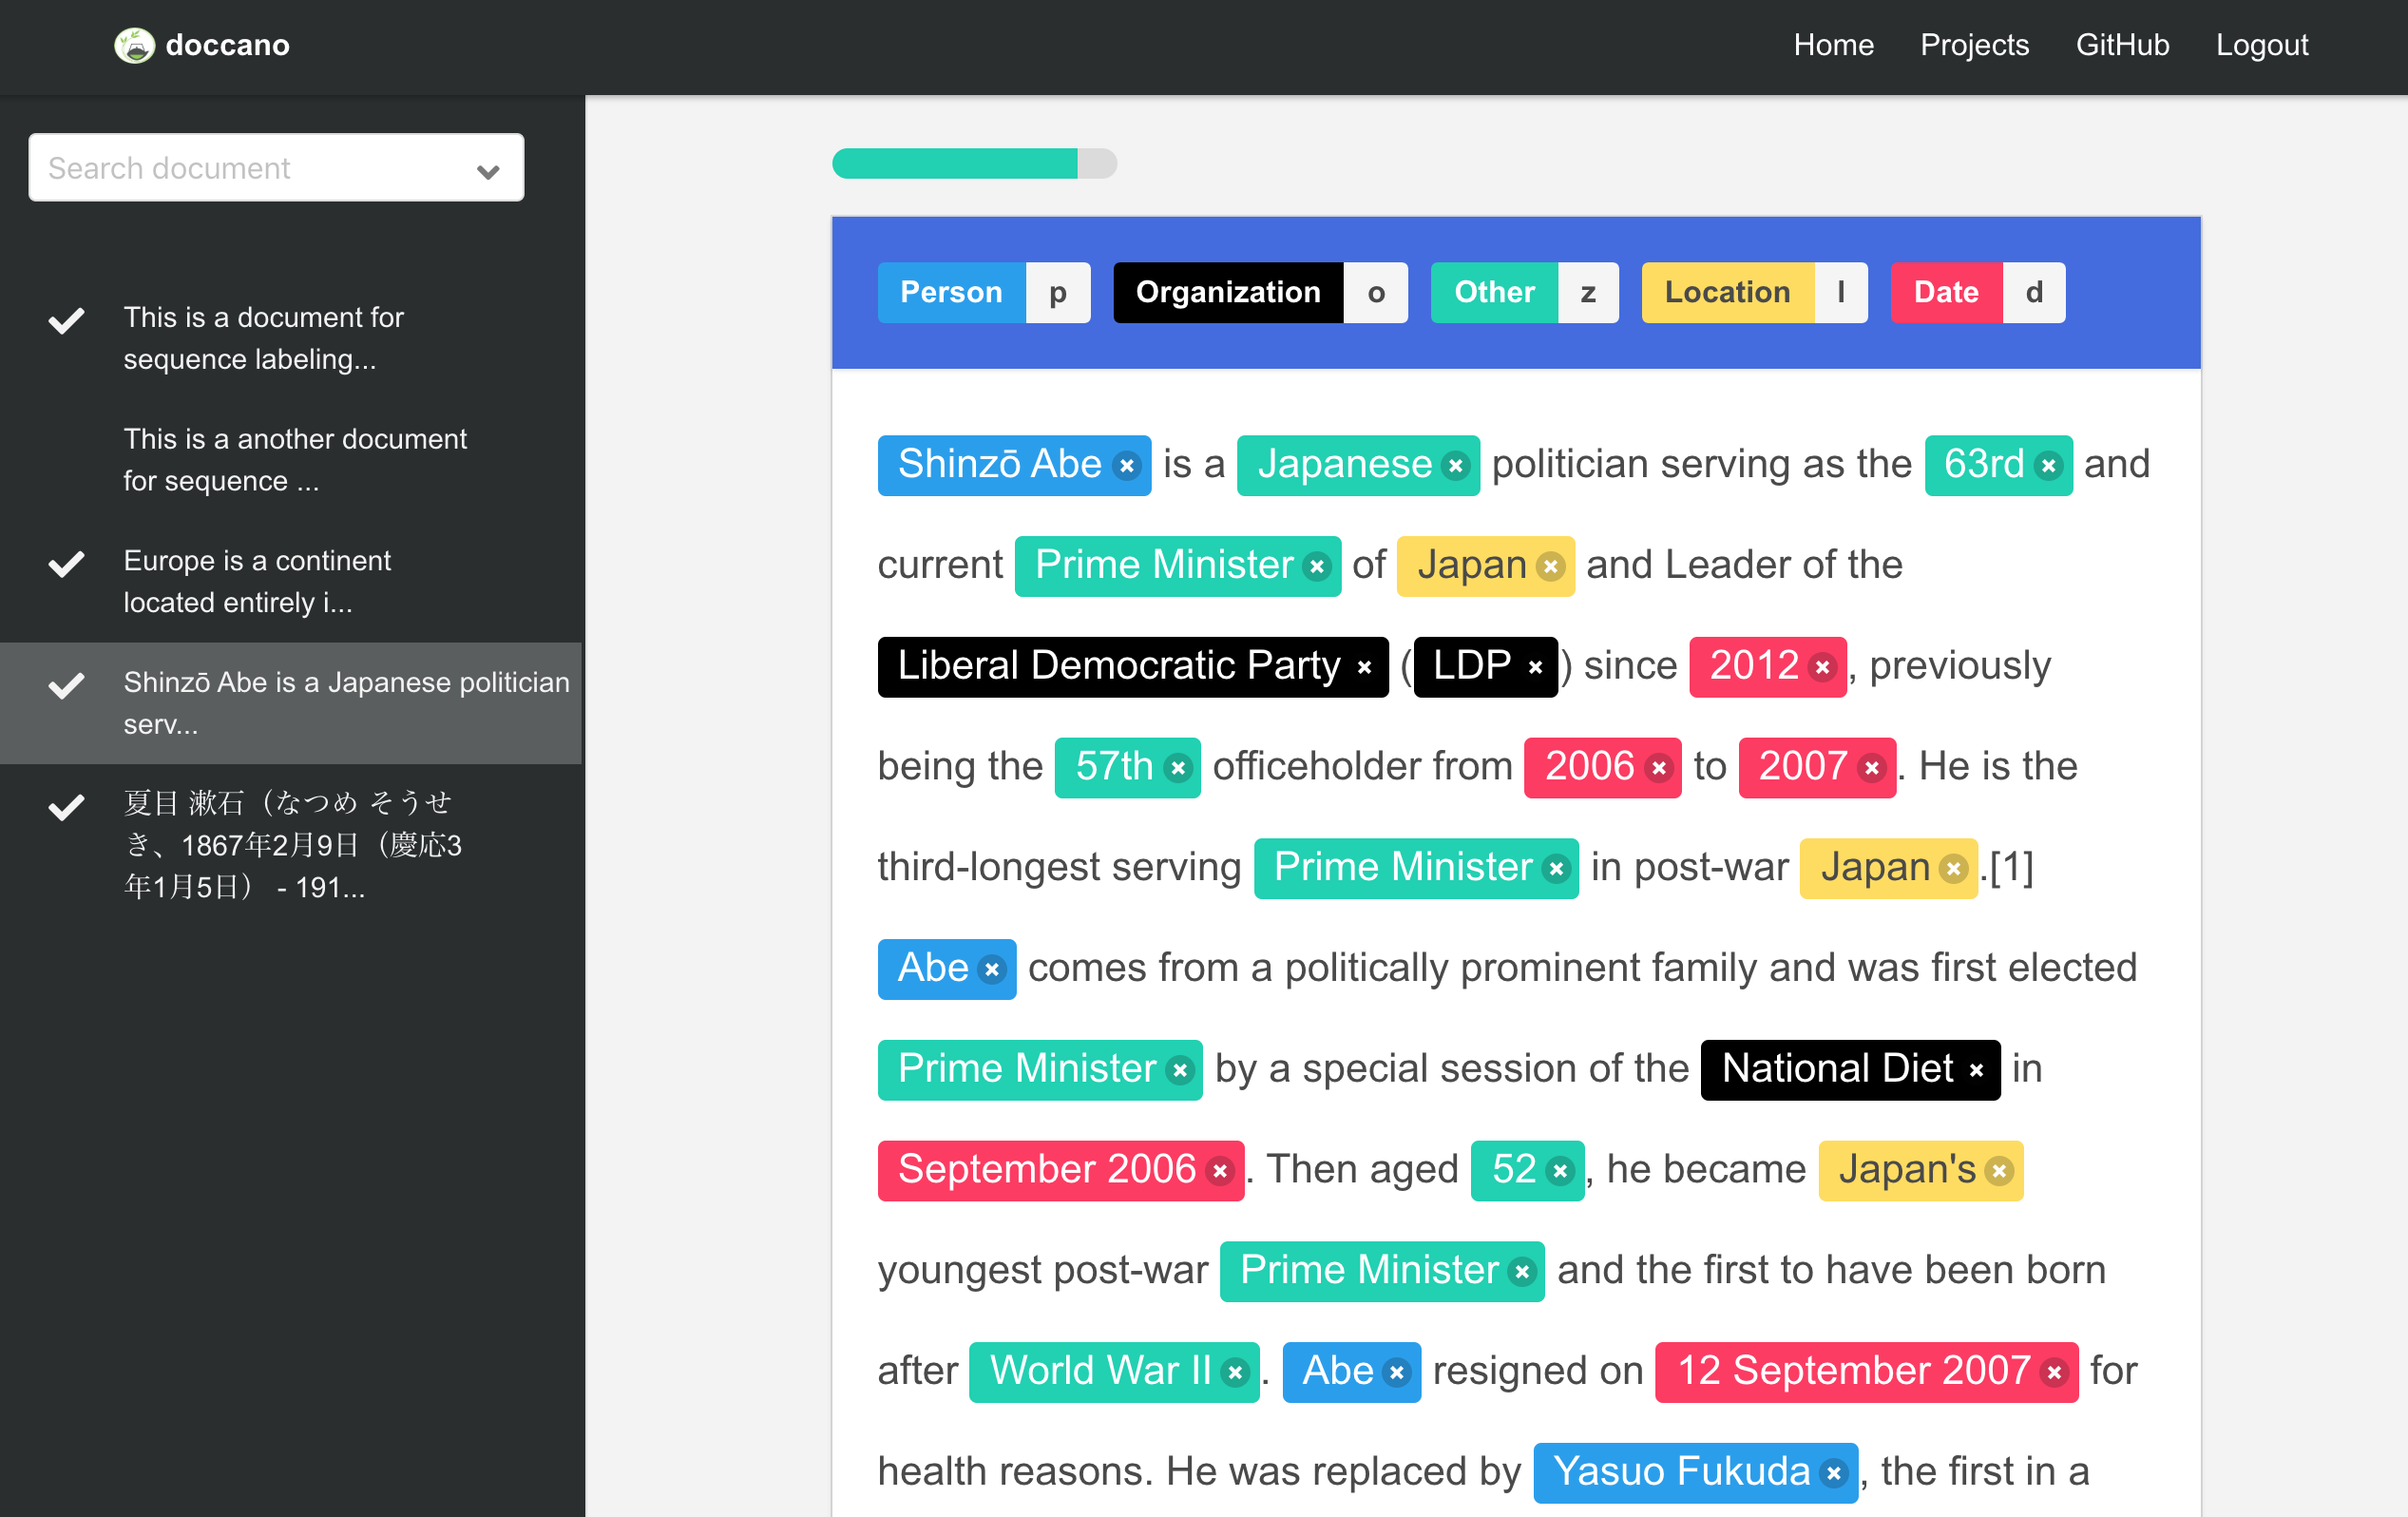 doccano
Home Projects GitHub Logout
Search document
This is a document for
sequence labeling...
This is a another document
for sequence ...
Europe is a continent
located entirely i...
Shinzō Abe is a Japanese politician
serv...
夏目 漱石（なつめ そうせ
き、1867年2月9日（慶応3
年1月5日） - 191...
Person p Organization o Other z Location l Date d
Shinzō Abe is a Japanese politician serving as the 63rd and
current Prime Minister of Japan and Leader of the
Liberal Democratic Party (LDP) since 2012, previously
being the 57th officeholder from 2006 to 2007. He is the
third-longest serving Prime Minister in post-war Japan.[1]
Abe comes from a politically prominent family and was first elected
Prime Minister by a special session of the National Diet in
September 2006. Then aged 52, he became Japan's
youngest post-war Prime Minister and the first to have been born
after World War II. Abe resigned on 12 September 2007 for
health reasons. He was replaced by Yasuo Fukuda, the first in a